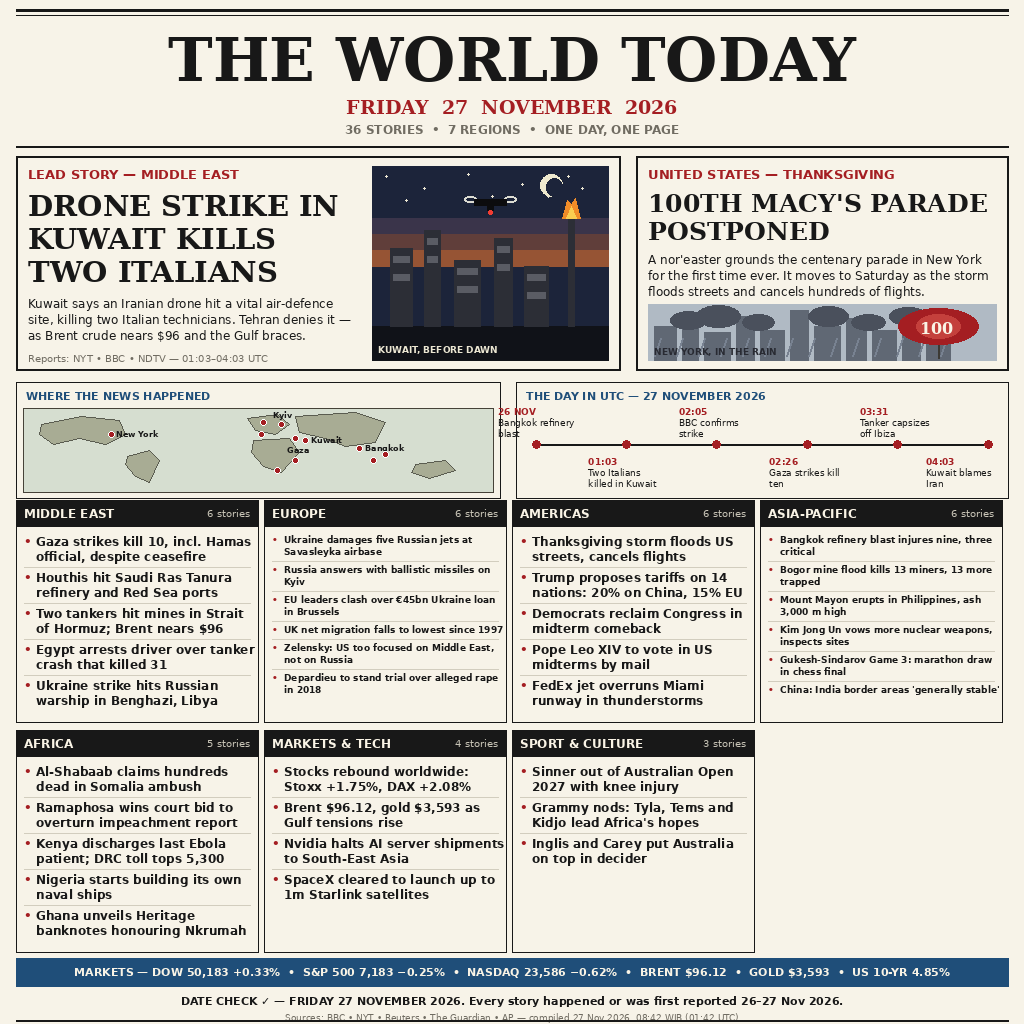 THE WORLD TODAY
FRIDAY 27 NOVEMBER 2026
36 STORIES • 7 REGIONS • ONE DAY, ONE PAGE
LEAD STORY — MIDDLE EAST
DRONE STRIKE IN
KUWAIT KILLS
TWO ITALIANS
Kuwait says an Iranian drone hit a vital air-defence
site, killing two Italian technicians. Tehran denies it —
as Brent crude nears $96 and the Gulf braces.
Reports: NYT • BBC • NDTV — 01:03–04:03 UTC
KUWAIT, BEFORE DAWN
UNITED STATES — THANKSGIVING
100TH MACY'S PARADE
POSTPONED
A nor'easter grounds the centenary parade in New York
for the first time ever. It moves to Saturday as the storm
floods streets and cancels hundreds of flights.
100
NEW YORK, IN THE RAIN
WHERE THE NEWS HAPPENED
Kyiv
New York
Kuwait
Gaza
Bangkok
THE DAY IN UTC — 27 NOVEMBER 2026
26 NOV
Bangkok refinery
blast
01:03
Two Italians
killed in Kuwait
02:05
BBC confirms
strike
02:26
Gaza strikes kill
ten
03:31
Tanker capsizes
off Ibiza
04:03
Kuwait blames
Iran
MIDDLE EAST 6 stories
• Gaza strikes kill 10, incl. Hamas
official, despite ceasefire
• Houthis hit Saudi Ras Tanura
refinery and Red Sea ports
• Two tankers hit mines in Strait
of Hormuz; Brent nears $96
• Egypt arrests driver over tanker
crash that killed 31
• Ukraine strike hits Russian
warship in Benghazi, Libya
EUROPE 6 stories
• Ukraine damages five Russian jets at
Savasleyka airbase
• Russia answers with ballistic missiles on
Kyiv
• EU leaders clash over €45bn Ukraine loan
in Brussels
• UK net migration falls to lowest since 1997
• Zelensky: US too focused on Middle East,
not on Russia
• Depardieu to stand trial over alleged rape
in 2018
AMERICAS 6 stories
• Thanksgiving storm floods US
streets, cancels flights
• Trump proposes tariffs on 14
nations: 20% on China, 15% EU
• Democrats reclaim Congress in
midterm comeback
• Pope Leo XIV to vote in US
midterms by mail
• FedEx jet overruns Miami
runway in thunderstorms
ASIA-PACIFIC 6 stories
• Bangkok refinery blast injures nine, three
critical
• Bogor mine flood kills 13 miners, 13 more
trapped
• Mount Mayon erupts in Philippines, ash
3,000 m high
• Kim Jong Un vows more nuclear weapons,
inspects sites
• Gukesh-Sindarov Game 3: marathon draw
in chess final
• China: India border areas 'generally stable'
AFRICA 5 stories
• Al-Shabaab claims hundreds
dead in Somalia ambush
• Ramaphosa wins court bid to
overturn impeachment report
• Kenya discharges last Ebola
patient; DRC toll tops 5,300
• Nigeria starts building its own
naval ships
• Ghana unveils Heritage
banknotes honouring Nkrumah
MARKETS & TECH 4 stories
• Stocks rebound worldwide:
Stoxx +1.75%, DAX +2.08%
• Brent $96.12, gold $3,593 as
Gulf tensions rise
• Nvidia halts AI server shipments
to South-East Asia
• SpaceX cleared to launch up to
1m Starlink satellites
SPORT & CULTURE 3 stories
• Sinner out of Australian Open
2027 with knee injury
• Grammy nods: Tyla, Tems and
Kidjo lead Africa's hopes
• Inglis and Carey put Australia
on top in decider
MARKETS — DOW 50,183 +0.33% • S&P 500 7,183 −0.25% • NASDAQ 23,586 −0.62% • BRENT $96.12 • GOLD $3,593 • US 10-YR 4.85%
DATE CHECK ✓ — FRIDAY 27 NOVEMBER 2026. Every story happened or was first reported 26–27 Nov 2026.
Sources: BBC • NYT • Reuters • The Guardian • AP — compiled 27 Nov 2026, 08:42 WIB (01:42 UTC)